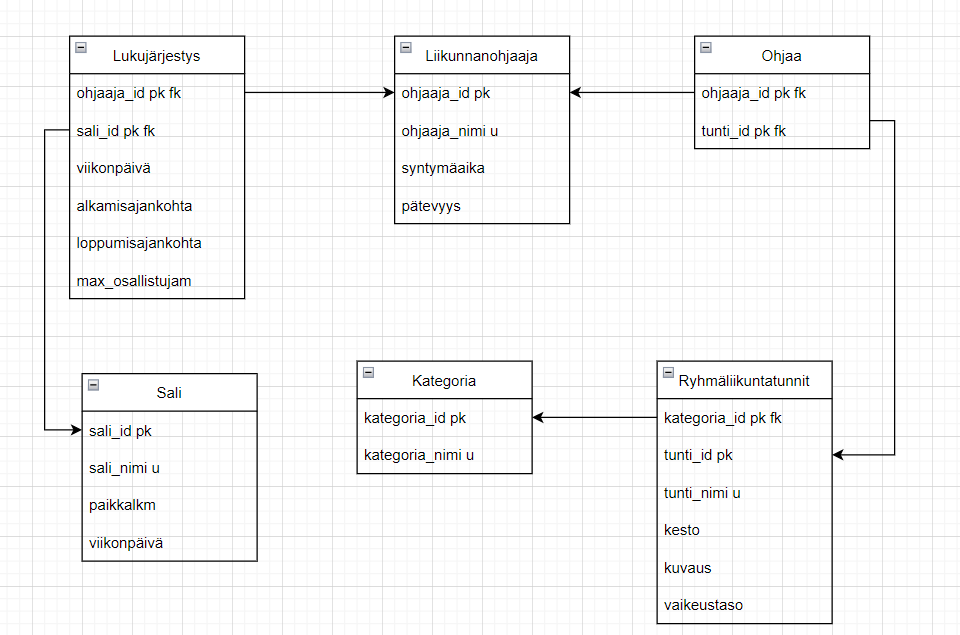 Lukujärjestys
ohjaaja_id pk fk
sali_id pk fk
viikonpäivä
alkamisajankohta
loppumisajankohta
max_osallistujam
Liikunnanohjaaja
ohjaaja_id pk
ohjaaja_nimi u
syntymäaika
pätevyys
Ohjaa
ohjaaja_id pk fk
tunti_id pk fk
Sali
sali_id pk
sali_nimi u
paikkalkm
viikonpäivä
Kategoria
kategoria_id pk
kategoria_nimi u
Ryhmäliikuntatunnit
kategoria_id pk fk
tunti_id pk
tunti_nimi u
kesto
kuvaus
vaikeustaso